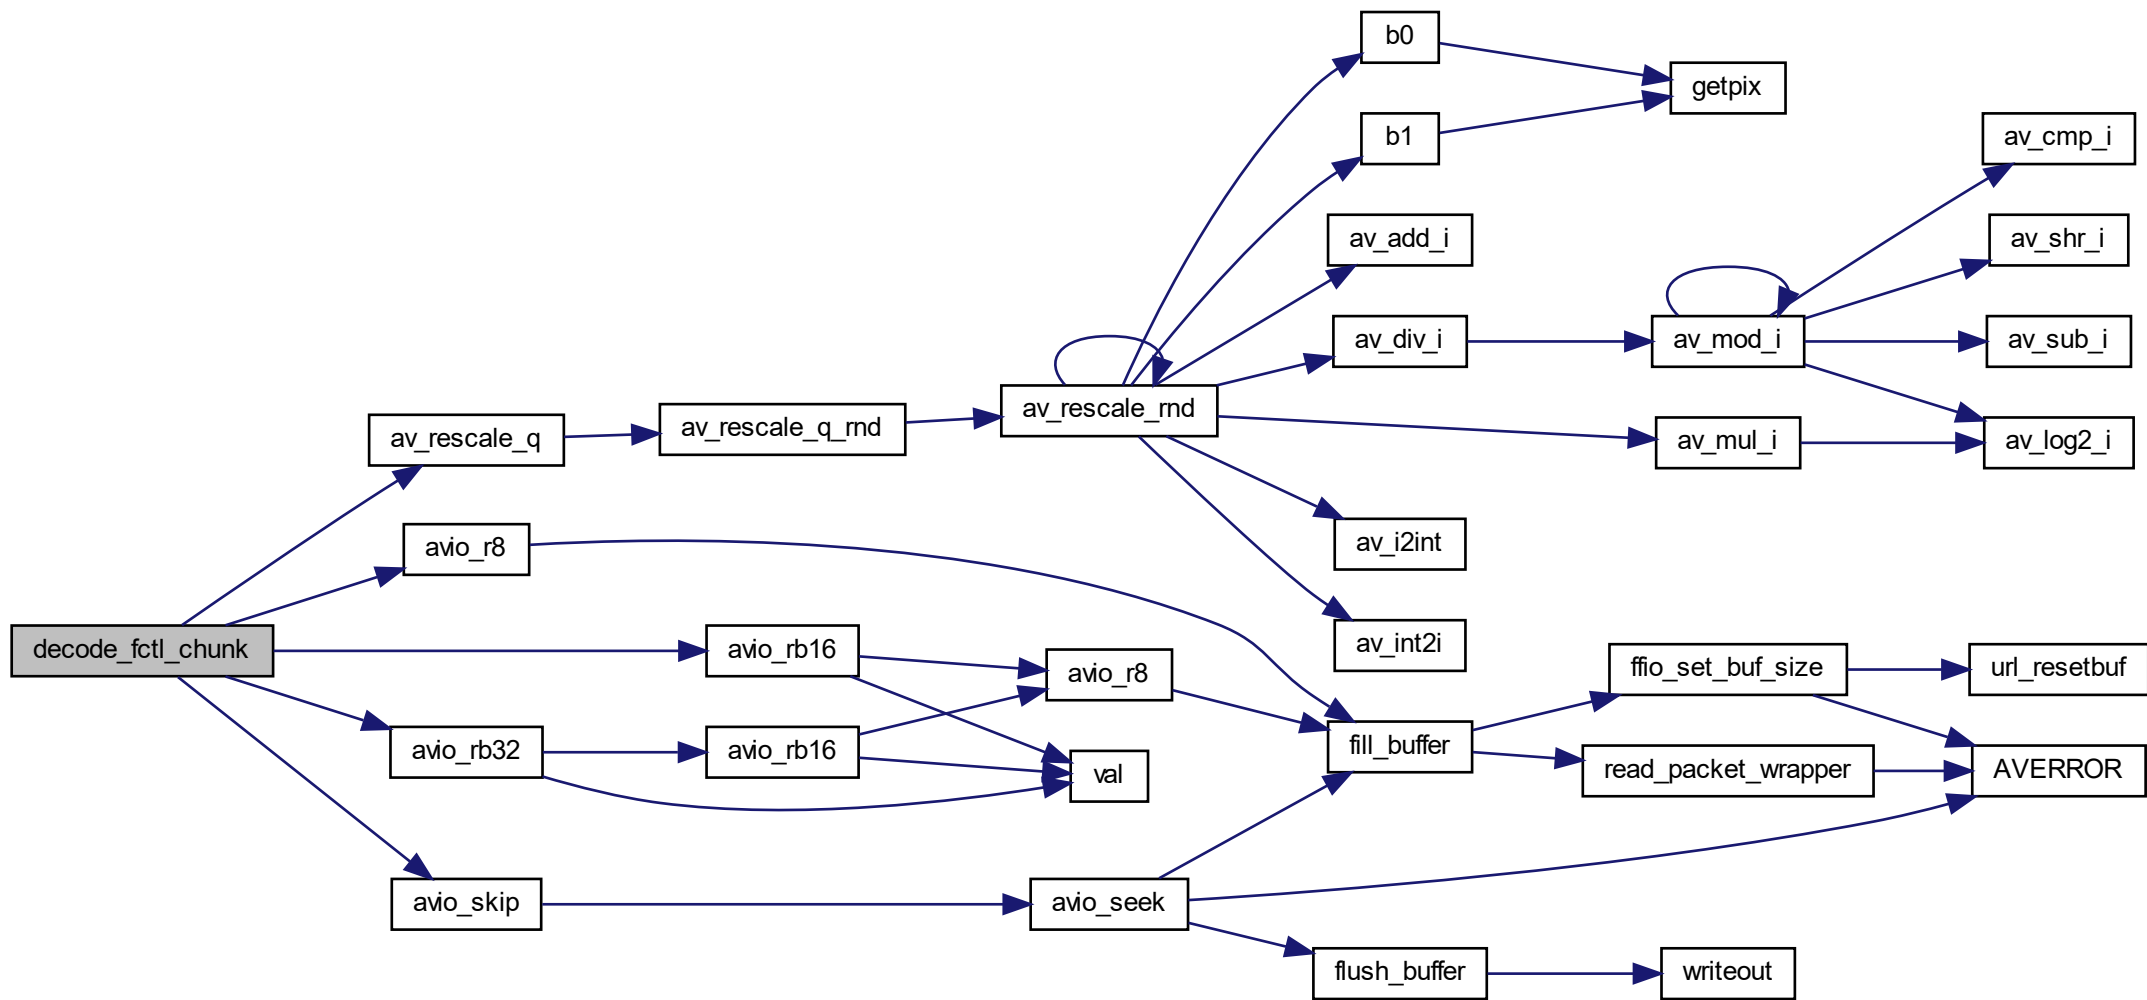 b0
getpix
b1
av_cmp_i
av_add_i
av_shr_i
av_div_i
av_mod_i
av_sub_i
av_rescale_rnd
av_rescale_q
av_rescale_q_rnd
av_mul_i
av_log2_i
avio_r8
av_i2int
decode_fctl_chunk
avio_rb16
av_int2i
avio_r8
ffio_set_buf_size
url_resetbuf
avio_rb32
avio_rb16
fill_buffer
val
read_packet_wrapper
AVERROR
avio_skip
avio_seek
flush_buffer
writeout